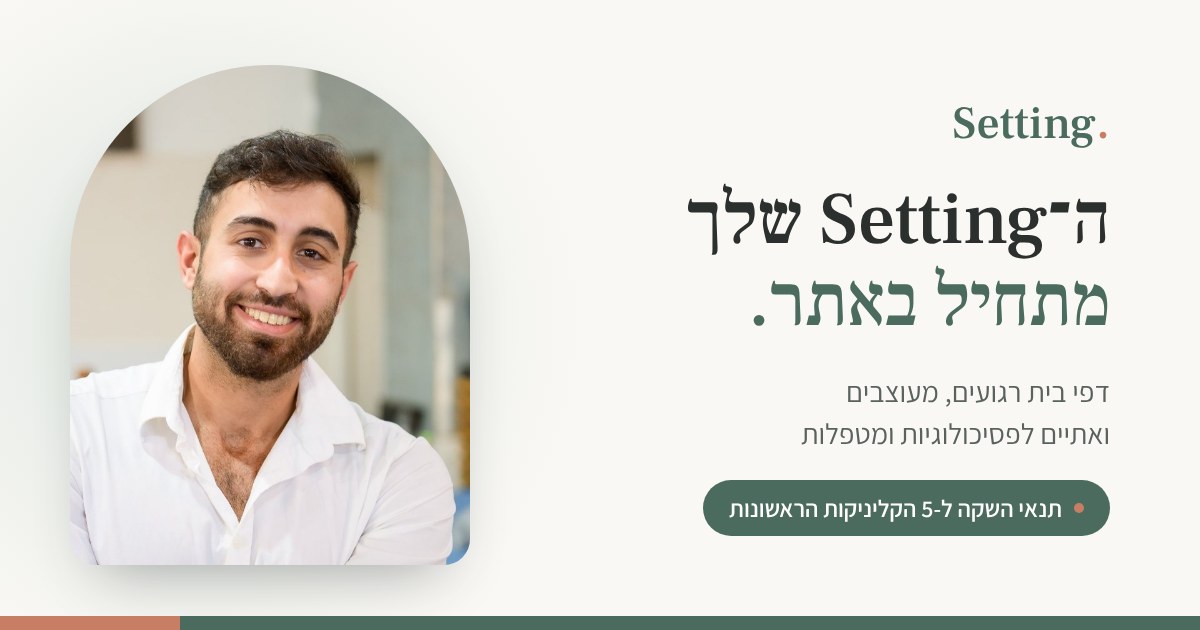 Setting.
ה־Setting שלך
מתחיל באתר.
דפי בית רגועים, מעוצבים
ואתיים לפסיכולוגיות ומטפלות
תנאי השקה ל-5 הקליניקות הראשונות